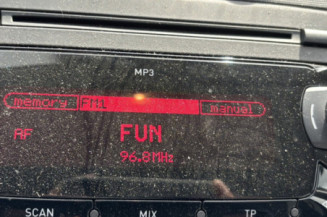 MP3
memory FM1 manual
AF FUN
96.8MHz
SCAN MIX TP